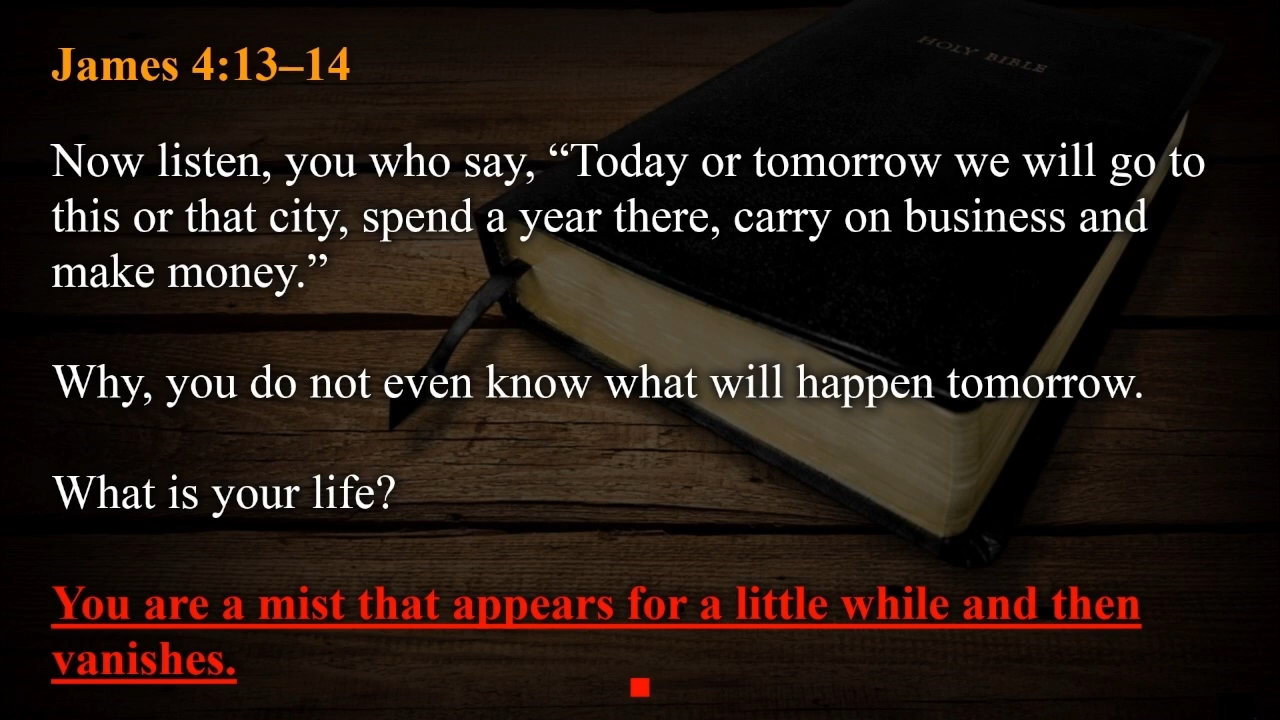 James 4:13–14
HOLY BIBLE
Now listen, you who say, “Today or tomorrow we will go to
this or that city, spend a year there, carry on business and
make money.”
Why, you do not even know what will happen tomorrow.
What is your life?
You are a mist that appears for a little while and then
vanishes.